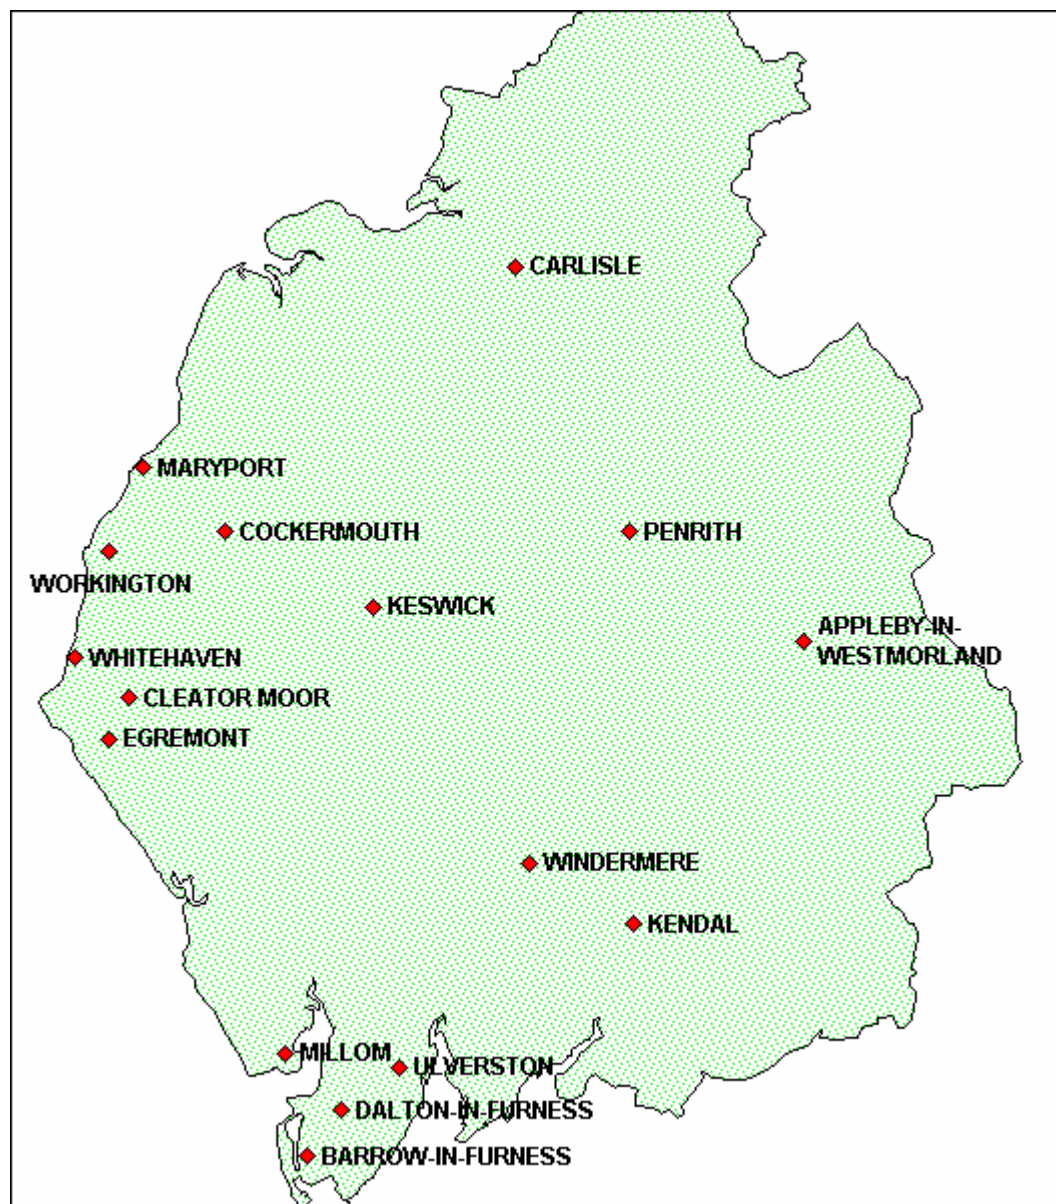 CARLISLE
MARYPORT
COCKERMOUTH
PENRITH
WORKINGTON
KESWICK
APPLEBY-IN-
WESTMORLAND
WHITEHAVEN
CLEATOR MOOR
EGREMONT
WINDERMERE
KENDAL
MILLOM
ULVERSTON
DALTON-IN-FURNESS
BARROW-IN-FURNESS